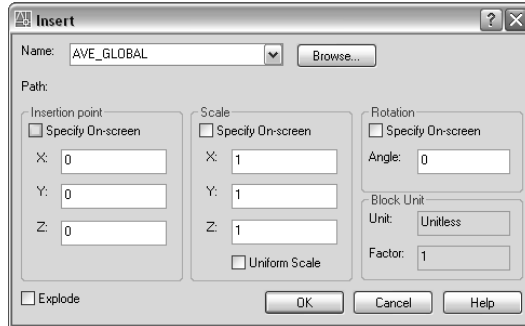 Insert
Name: AVE_GLOBAL Browse...
Path:
Insertion point Scale Rotation
Specify On-screen Specify On-screen Specify On-screen
X: 0 X: 1 Angle: 0
Y: 0 Y: 1 Block Unit
Z: 0 Z: 1 Unit: Unitless
Uniform Scale Factor: 1
Explode OK Cancel Help